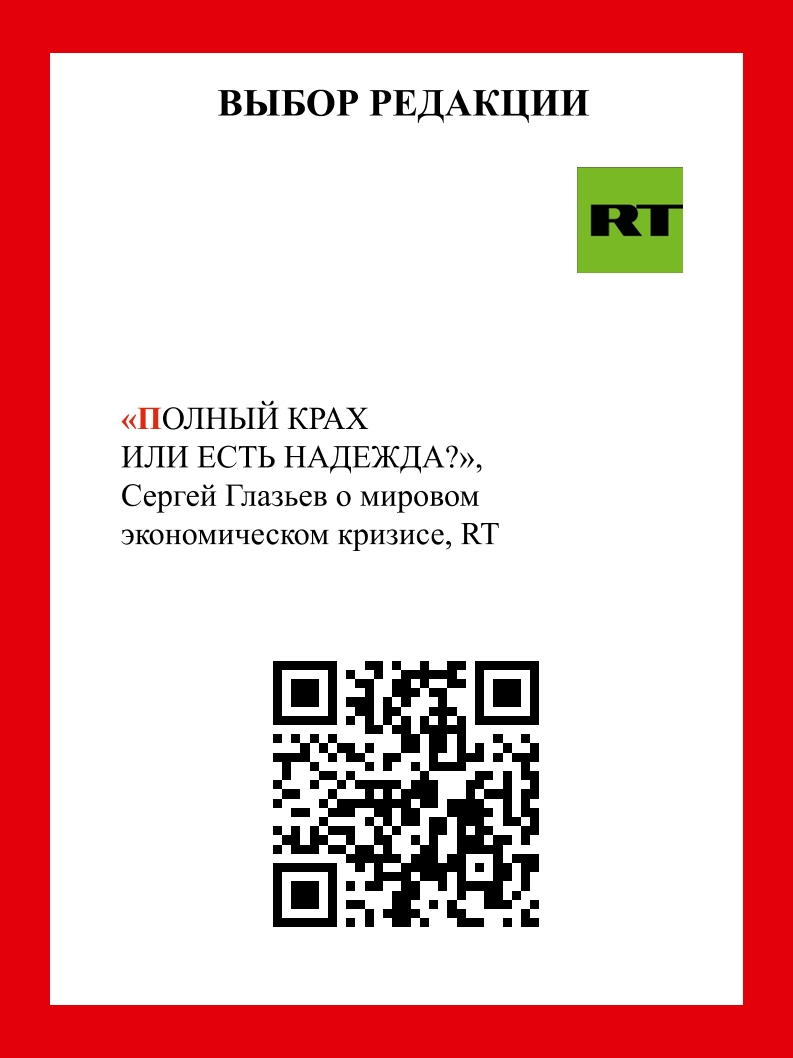 ВЫБОР РЕДАКЦИИ
RT
«ПОЛНЫЙ КРАХ
ИЛИ ЕСТЬ НАДЕЖДА?»,
Сергей Глазьев о мировом
экономическом кризисе, RT